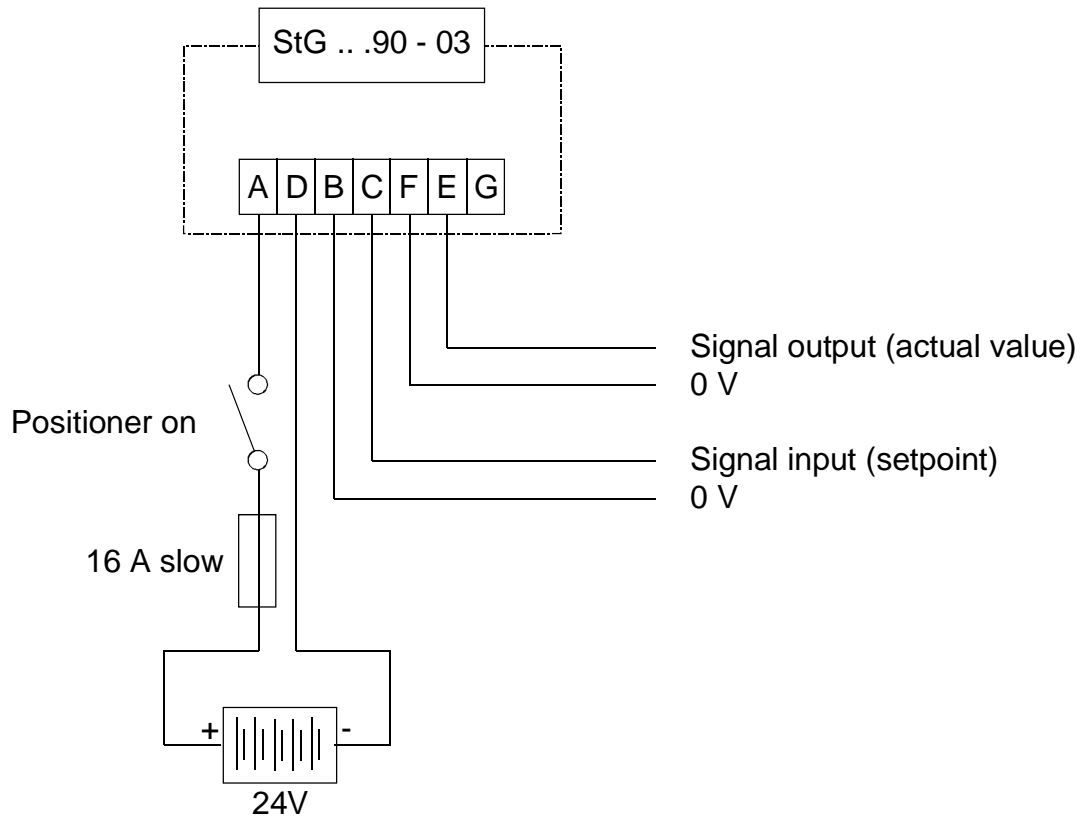 StG .. .90 - 03
A D B C F E G
Signal output (actual value)
0 V
Positioner on
Signal input (setpoint)
0 V
16 A slow
+ -
24V